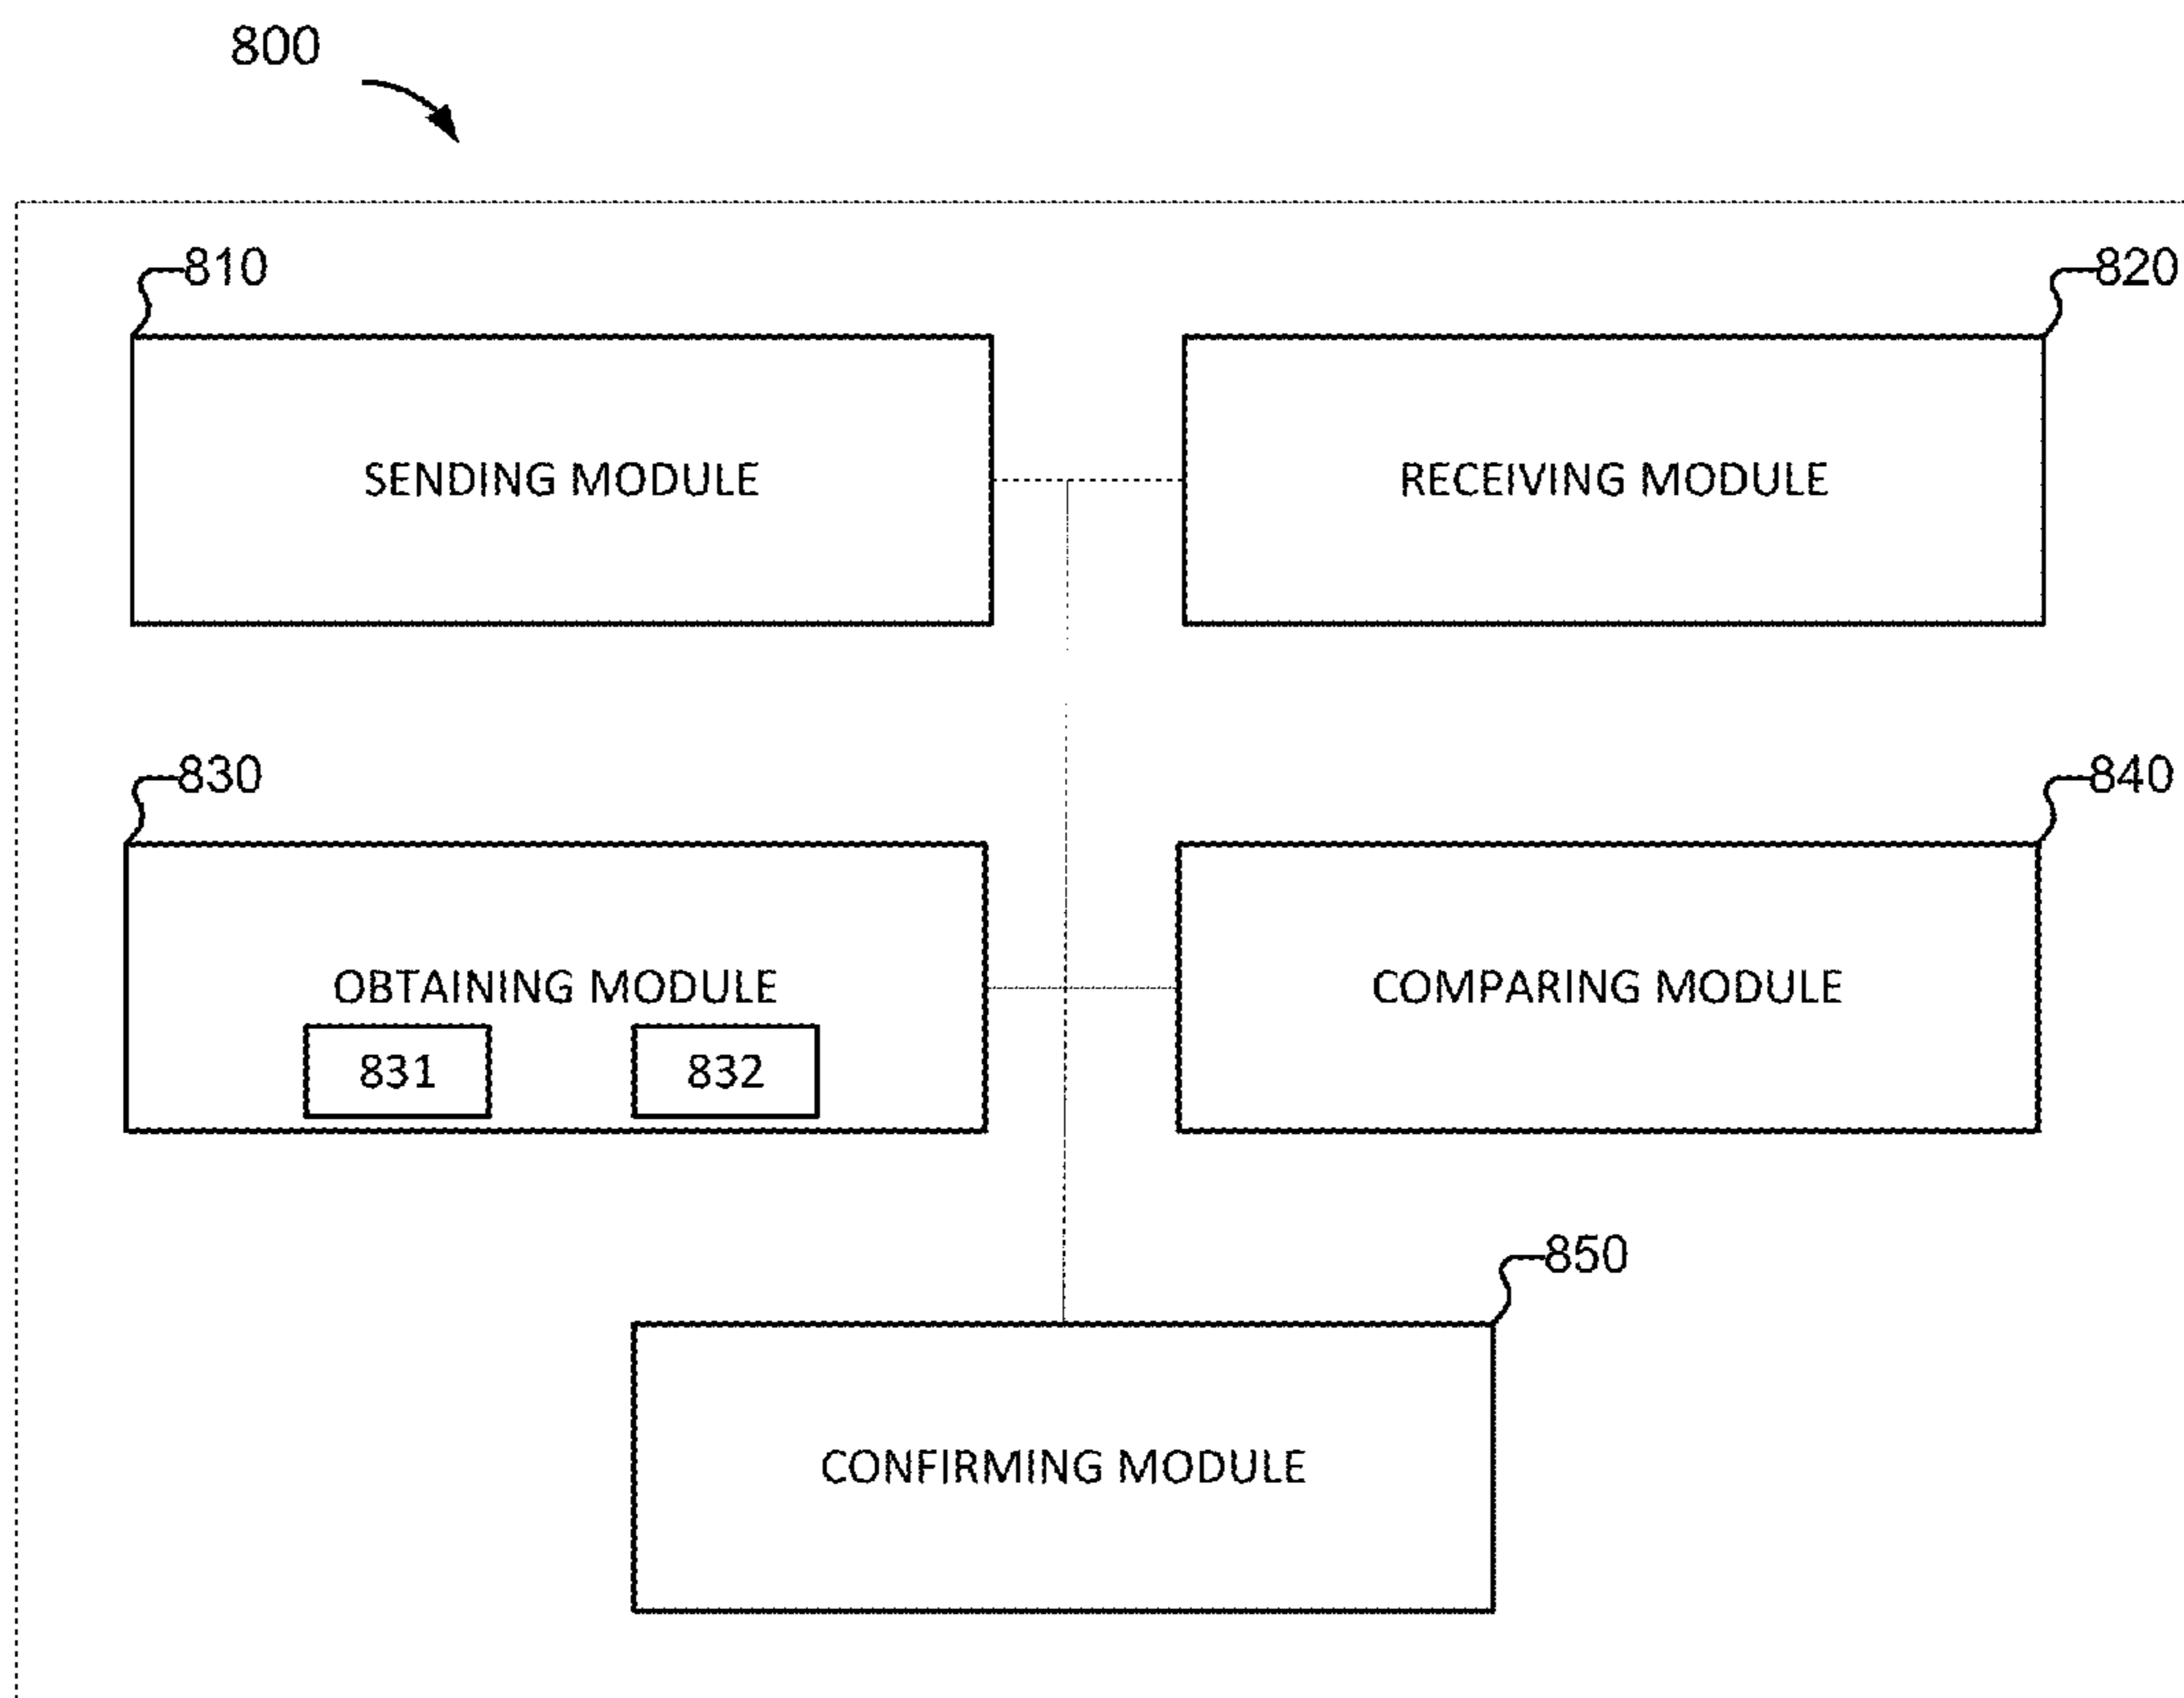 800
810
820
SENDING MODULE
RECEIVING MODULE
830
840
OBTAINING MODULE
COMPARING MODULE
831
832
850
CONFIRMING MODULE